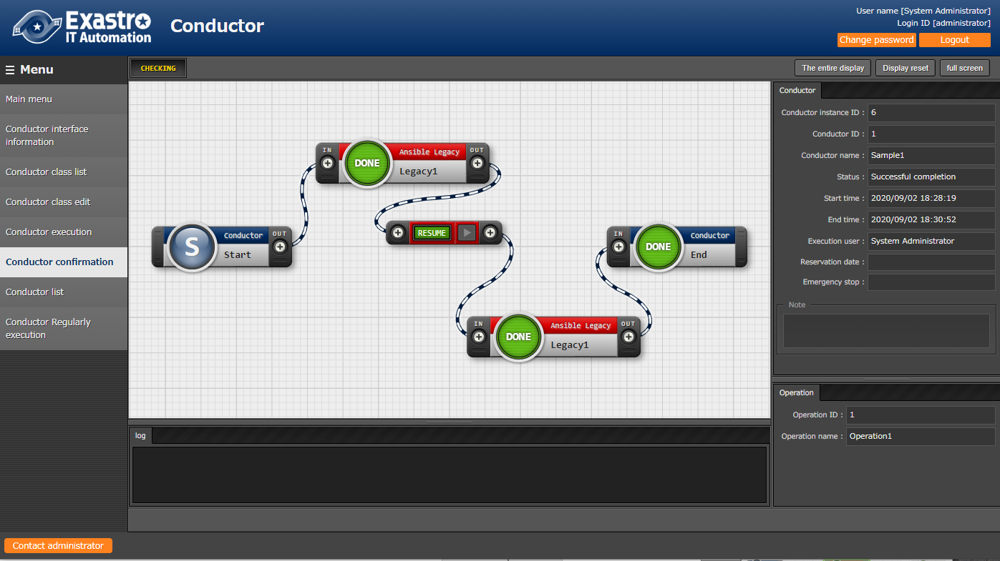 Exastro
IT Automation
Conductor
User name [System Administrator]
Login ID [administrator]
Change password
Logout
Menu
Main menu
Conductor interface
information
Conductor class list
Conductor class edit
Conductor execution
Conductor confirmation
Conductor list
Conductor Regularly
execution
Contact administrator
CHECKING
The entire display
Display reset
full screen
S
Conductor
Start
OUT
IN
DONE
Ansible Legacy
Legacy1
OUT
RESUME
IN
DONE
Ansible Legacy
Legacy1
OUT
IN
DONE
Conductor
End
log
Conductor
Conductor instance ID : 6
Conductor ID : 1
Conductor name : Sample1
Status : Successful completion
Start time : 2020/09/02 18:28:19
End time : 2020/09/02 18:30:52
Execution user : System Administrator
Reservation date :
Emergency stop :
Note
Operation
Operation ID : 1
Operation name : Operation1